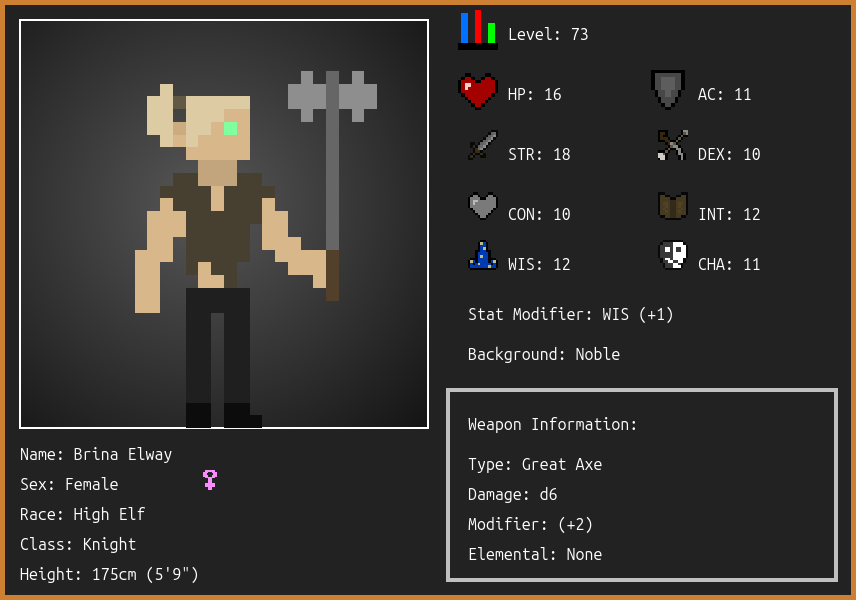 Level: 73
HP: 16
AC: 11
STR: 18
DEX: 10
CON: 10
INT: 12
WIS: 12
CHA: 11
Stat Modifier: WIS (+1)
Background: Noble
Weapon Information:
Type: Great Axe
Damage: d6
Modifier: (+2)
Elemental: None
Name: Brina Elway
Sex: Female
Race: High Elf
Class: Knight
Height: 175cm (5'9")